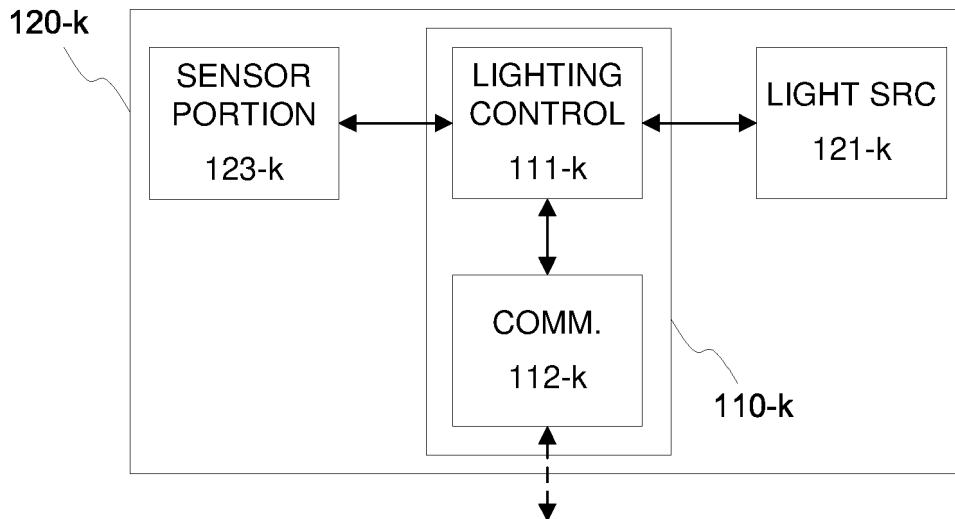 120-k
SENSOR
PORTION
123-k
LIGHTING
CONTROL
111-k
LIGHT SRC
121-k
COMM.
112-k
110-k